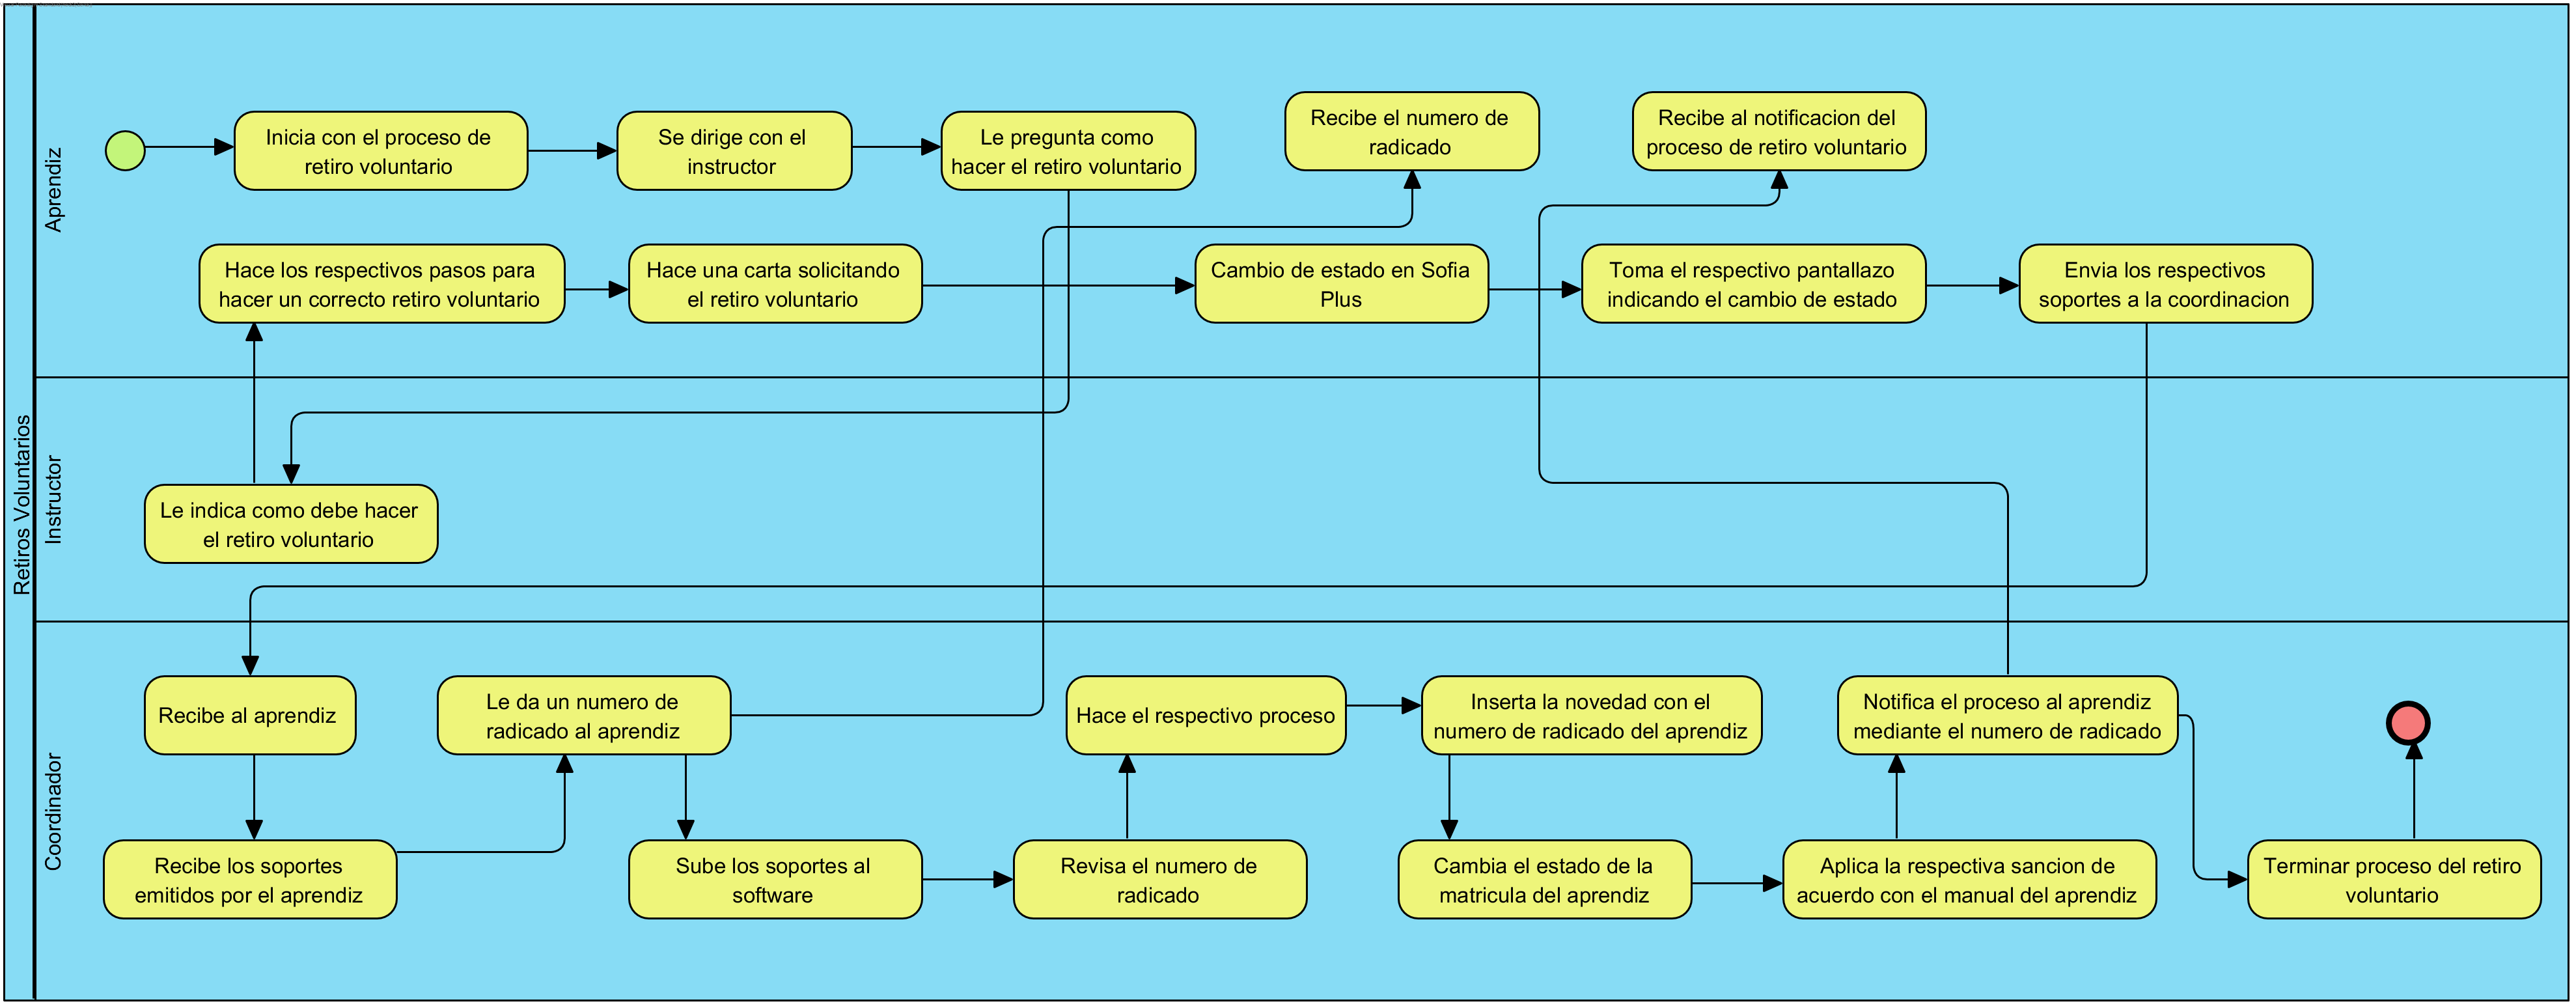 Retiros Voluntarios
Aprendiz
Inicia con el proceso de
retiro voluntario
Se dirige con el
instructor
Le pregunta como
hacer el retiro voluntario
Recibe el numero de
radicado
Recibe al notificacion del
proceso de retiro voluntario
Hace los respectivos pasos para
hacer un correcto retiro voluntario
Hace una carta solicitando
el retiro voluntario
Cambio de estado en Sofia
Plus
Toma el respectivo pantallazo
indicando el cambio de estado
Envia los respectivos
soportes a la coordinacion
Instructor
Le indica como debe hacer
el retiro voluntario
Coordinador
Recibe al aprendiz
Le da un numero de
radicado al aprendiz
Hace el respectivo proceso
Inserta la novedad con el
numero de radicado del aprendiz
Notifica el proceso al aprendiz
mediante el numero de radicado
Recibe los soportes
emitidos por el aprendiz
Sube los soportes al
software
Revisa el numero de
radicado
Cambia el estado de la
matricula del aprendiz
Aplica la respectiva sancion de
acuerdo con el manual del aprendiz
Terminar proceso del retiro
voluntario